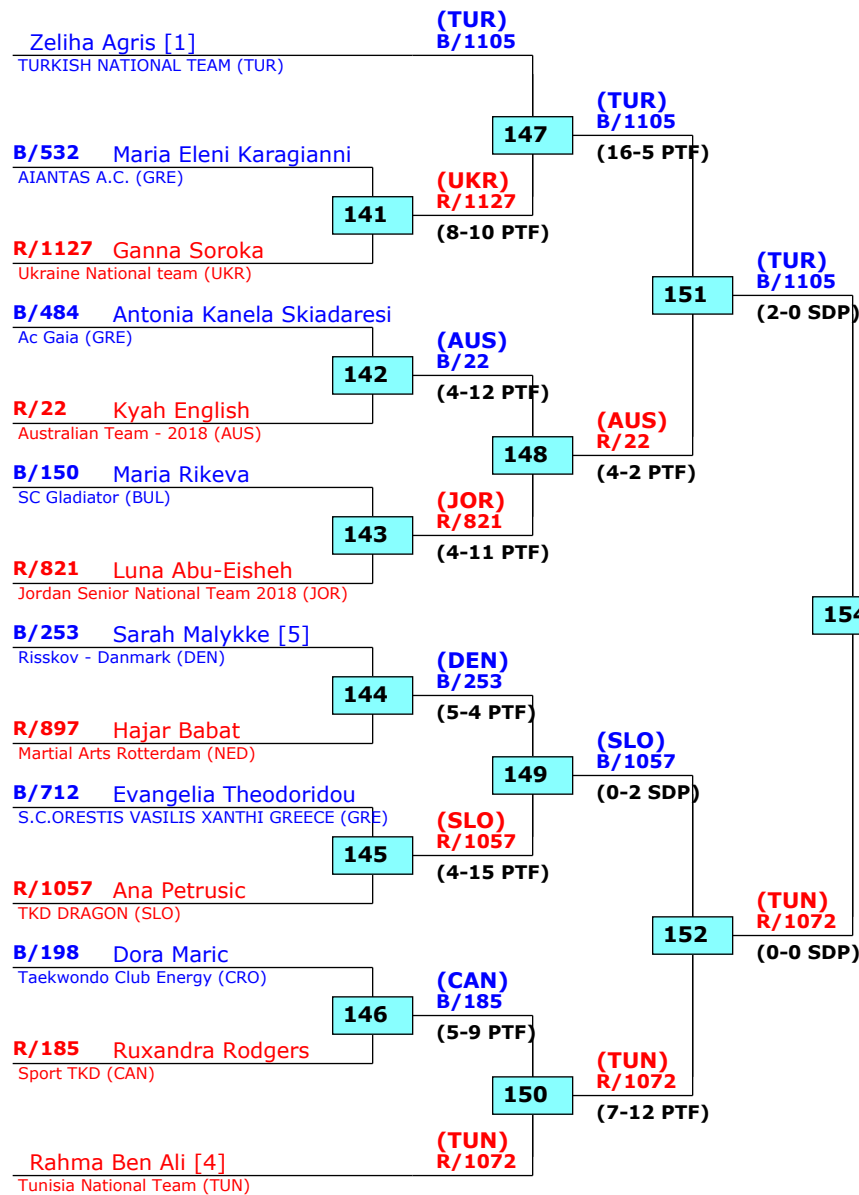 Zeliha Agris [1]
TURKISH NATIONAL TEAM (TUR)
(TUR)
B/1105
147
(TUR)
B/1105
(16-5 PTF)
B/532 Maria Eleni Karagianni
AIANTAS A.C. (GRE)
141
(UKR)
R/1127
(8-10 PTF)
R/1127 Ganna Soroka
Ukraine National team (UKR)
151
(TUR)
B/1105
(2-0 SDP)
B/484 Antonia Kanela Skiadaresi
Ac Gaia (GRE)
142
(AUS)
B/22
(4-12 PTF)
R/22 Kyah English
Australian Team - 2018 (AUS)
148
(AUS)
R/22
(4-2 PTF)
B/150 Maria Rikeva
SC Gladiator (BUL)
143
(JOR)
R/821
(4-11 PTF)
R/821 Luna Abu-Eisheh
Jordan Senior National Team 2018 (JOR)
154
B/253 Sarah Malykke [5]
Risskov - Danmark (DEN)
144
(DEN)
B/253
(5-4 PTF)
R/897 Hajar Babat
Martial Arts Rotterdam (NED)
149
(SLO)
B/1057
(0-2 SDP)
B/712 Evangelia Theodoridou
S.C.ORESTIS VASILIS XANTHI GREECE (GRE)
145
(SLO)
R/1057
(4-15 PTF)
R/1057 Ana Petrusic
TKD DRAGON (SLO)
152
(TUN)
R/1072
(0-0 SDP)
B/198 Dora Maric
Taekwondo Club Energy (CRO)
146
(CAN)
B/185
(5-9 PTF)
R/185 Ruxandra Rodgers
Sport TKD (CAN)
150
(TUN)
R/1072
(7-12 PTF)
Rahma Ben Ali [4]
Tunisia National Team (TUN)
(TUN)
R/1072